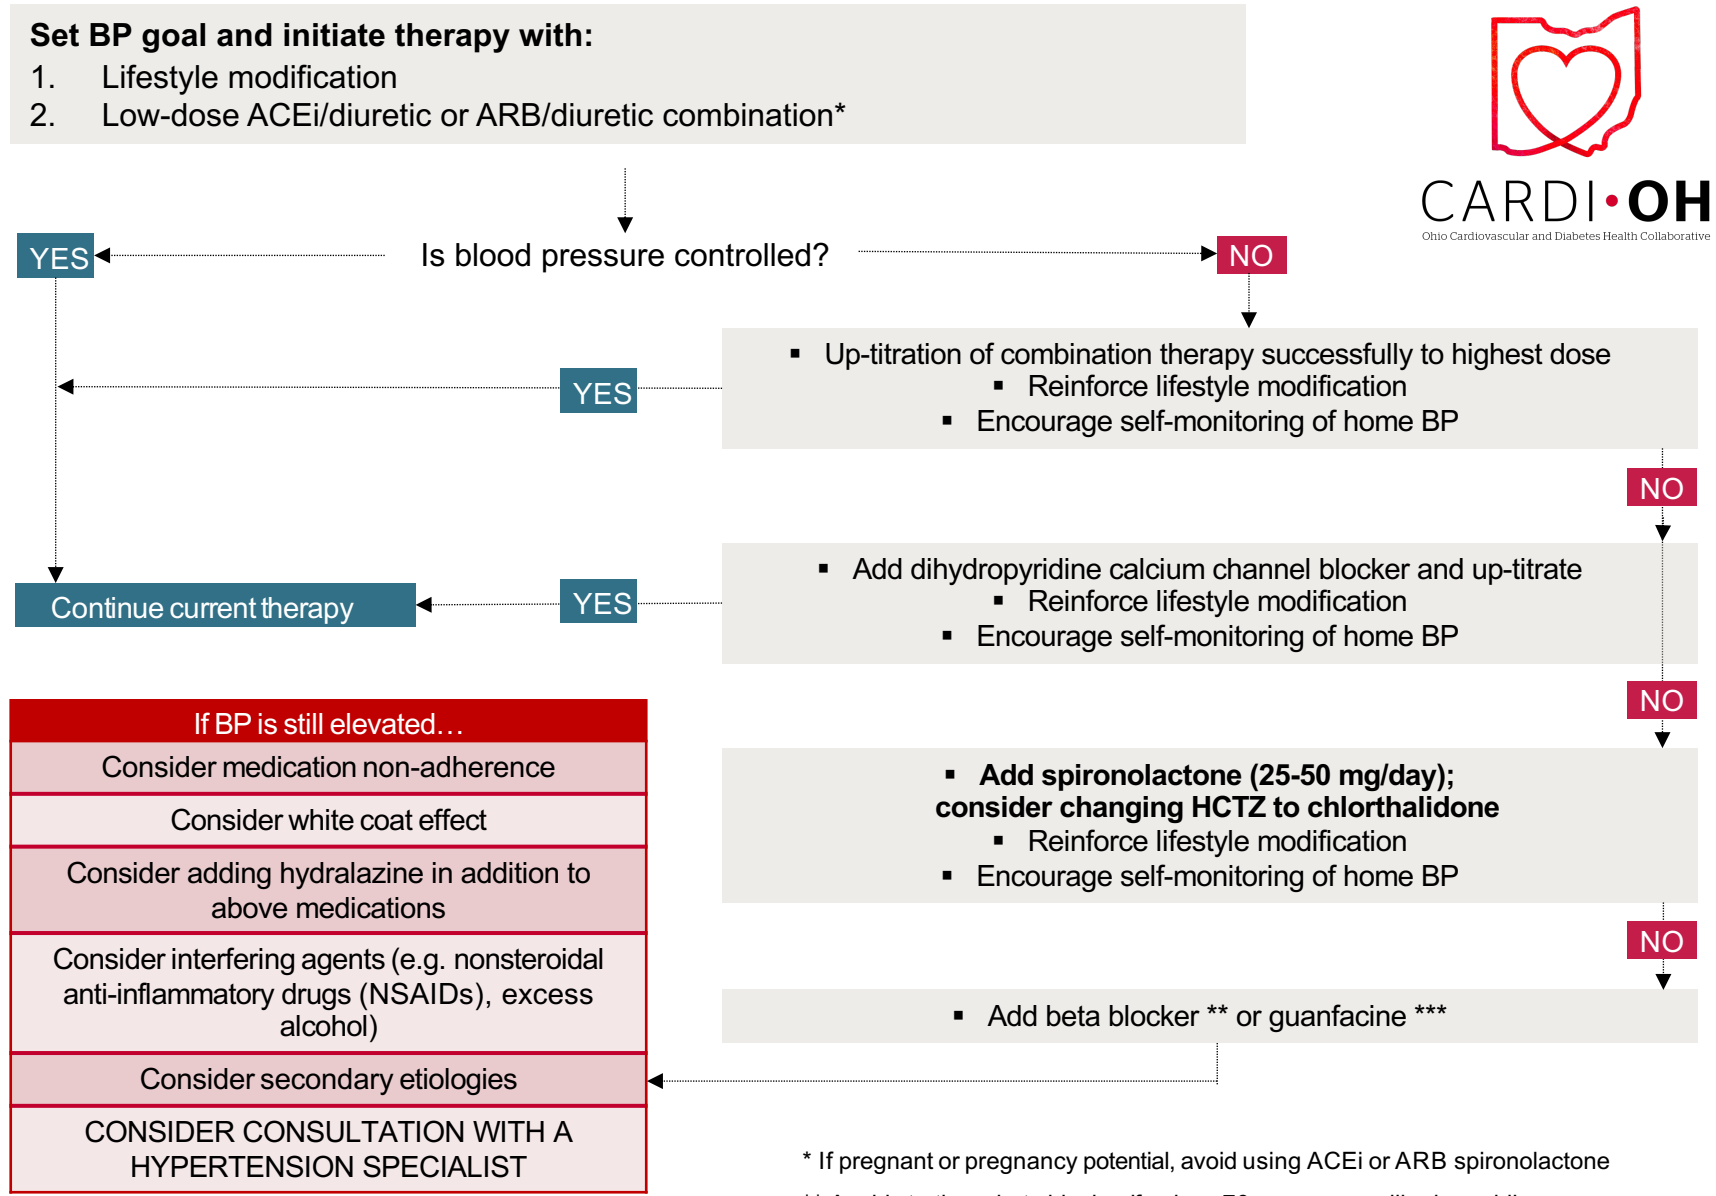 Set BP goal and initiate therapy with:
1. Lifestyle modification
2. Low-dose ACEi/diuretic or ARB/diuretic combination*
CARDI•OH
Ohio Cardiovascular and Diabetes Health Collaborative
YES
Is blood pressure controlled?
NO
▪ Up-titration of combination therapy successfully to highest dose
▪ Reinforce lifestyle modification
▪ Encourage self-monitoring of home BP
YES
NO
▪ Add dihydropyridine calcium channel blocker and up-titrate
▪ Reinforce lifestyle modification
▪ Encourage self-monitoring of home BP
YES
Continue current therapy
NO
▪ Add spironolactone (25-50 mg/day);
consider changing HCTZ to chlorthalidone
▪ Reinforce lifestyle modification
▪ Encourage self-monitoring of home BP
NO
▪ Add beta blocker ** or guanfacine ***
If BP is still elevated…
Consider medication non-adherence
Consider white coat effect
Consider adding hydralazine in addition to
above medications
Consider interfering agents (e.g. nonsteroidal
anti-inflammatory drugs (NSAIDs), excess
alcohol)
Consider secondary etiologies
CONSIDER CONSULTATION WITH A
HYPERTENSION SPECIALIST
* If pregnant or pregnancy potential, avoid using ACEi or ARB spironolactone